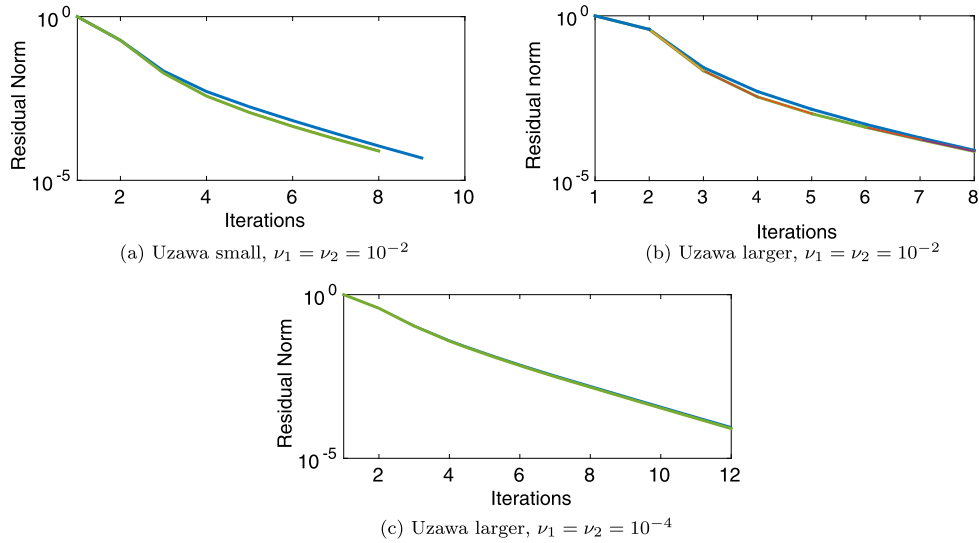 10^0
Residual Norm
10^-5
2 4 6 8 10
Iterations
(a) Uzawa small, ν₁ = ν₂ = 10⁻²
10^0
Residual norm
10^-5
1 2 3 4 5 6 7 8
Iterations
(b) Uzawa larger, ν₁ = ν₂ = 10⁻²
10^0
Residual Norm
10^-5
2 4 6 8 10 12
Iterations
(c) Uzawa larger, ν₁ = ν₂ = 10⁻⁴